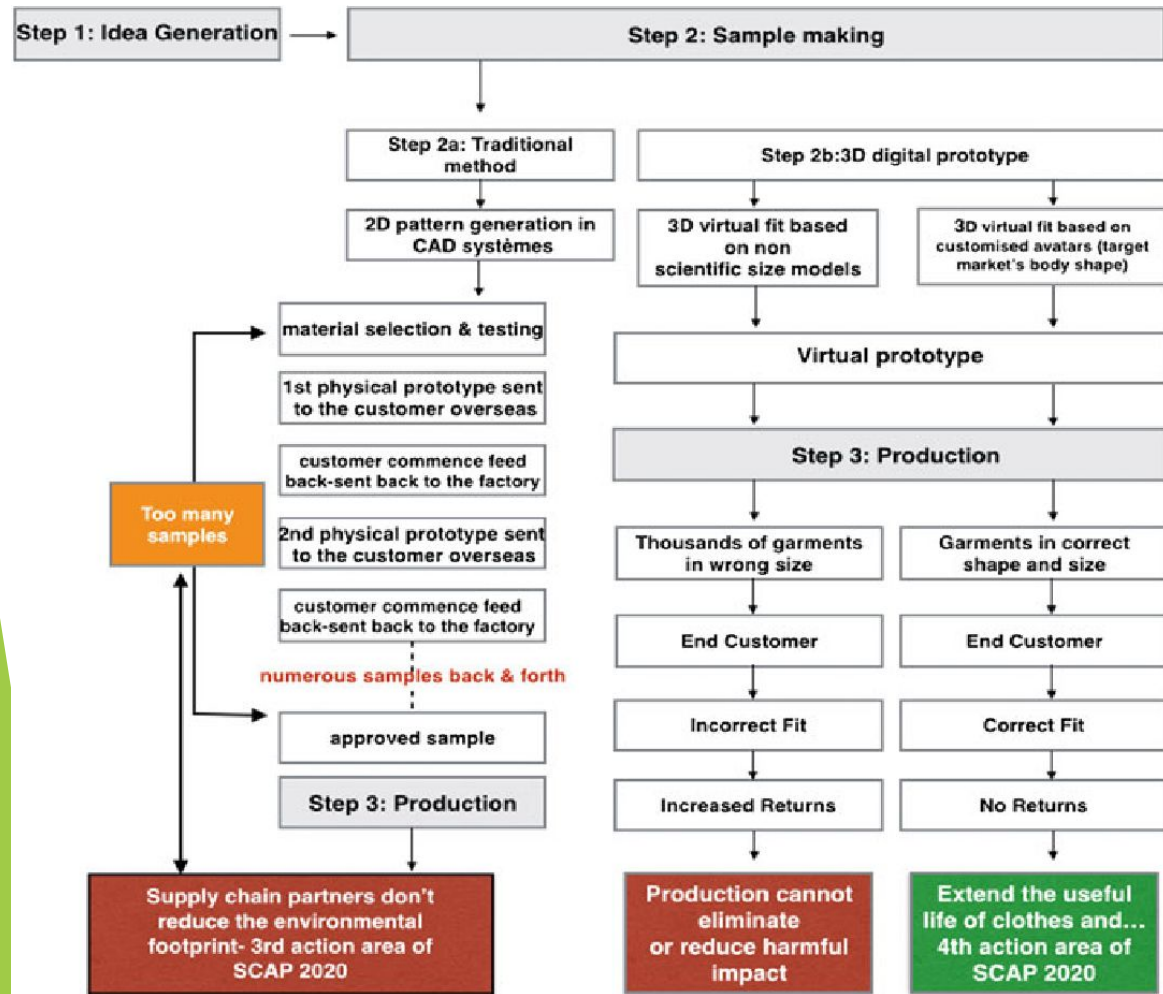 Step 1: Idea Generation
Step 2: Sample making
Step 2a: Traditional
method
2D pattern generation in
CAD systèmes
material selection & testing
1st physical prototype sent
to the customer overseas
customer commence feed
back-sent back to the factory
Too many
samples
2nd physical prototype sent
to the customer overseas
customer commence feed
back-sent back to the factory
numerous samples back & forth
approved sample
Step 3: Production
Supply chain partners don't
reduce the environmental
footprint- 3rd action area of
SCAP 2020
Step 2b:3D digital prototype
3D virtual fit based
on non
scientific size models
3D virtual fit based on
customised avatars (target
market's body shape)
Virtual prototype
Step 3: Production
Thousands of garments
in wrong size
End Customer
Incorrect Fit
Increased Returns
Production cannot
eliminate
or reduce harmful
impact
Garments in correct
shape and size
End Customer
Correct Fit
No Returns
Extend the useful
life of clothes and...
4th action area of
SCAP 2020